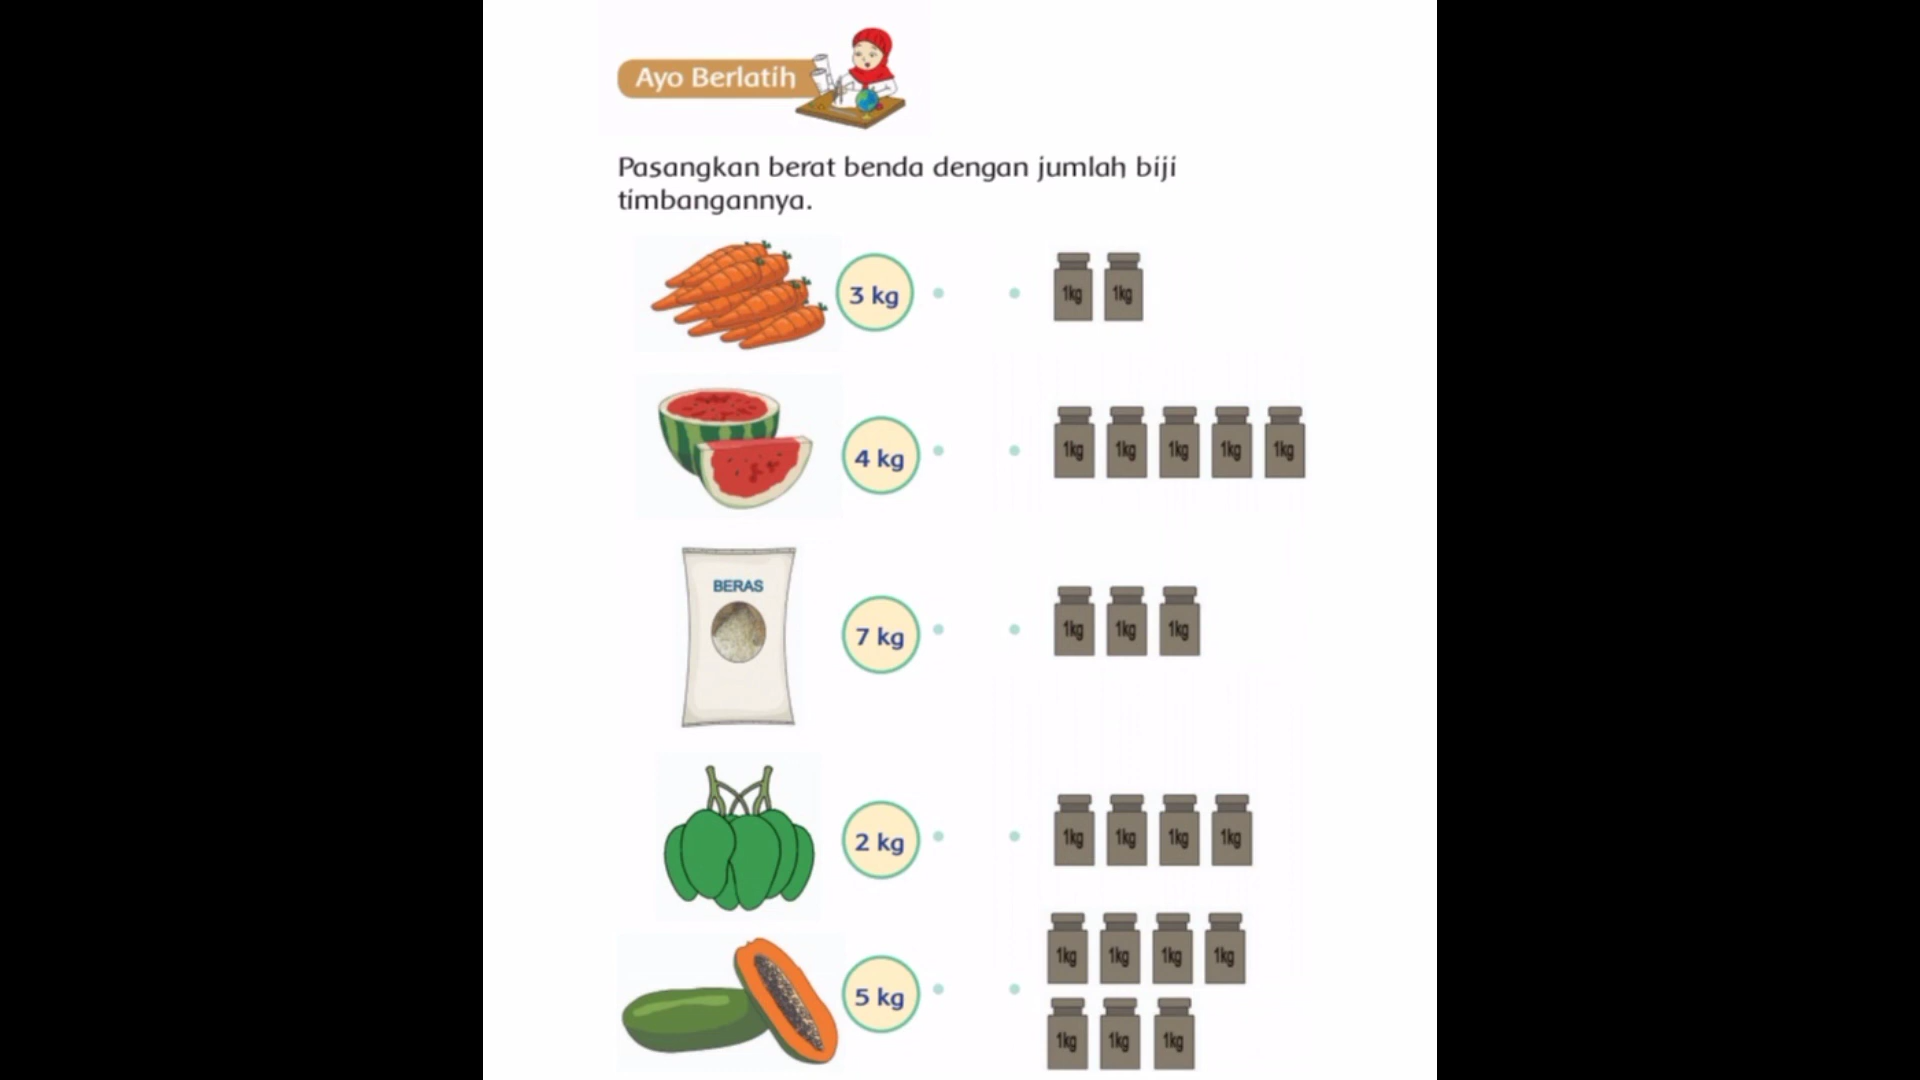 Ayo Berlatih
Pasangkan berat benda dengan jumlah biji
timbangannya.
3 kg 1kg 1kg
4 kg 1kg 1kg 1kg 1kg 1kg
BERAS
7 kg 1kg 1kg 1kg
2 kg 1kg 1kg 1kg 1kg
1kg 1kg 1kg 1kg
5 kg
1kg 1kg 1kg